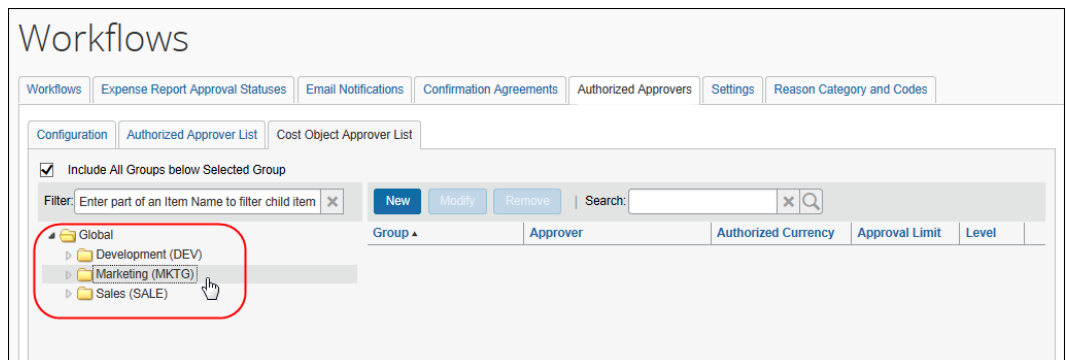 Workflows
Workflows Expense Report Approval Statuses Email Notifications Confirmation Agreements Authorized Approvers Settings Reason Category and Codes
Configuration Authorized Approver List Cost Object Approver List
Include All Groups below Selected Group
Filter: Enter part of an Item Name to filter child item New Modify Remove | Search:
Global Group Approver Authorized Currency Approval Limit Level
Development (DEV)
Marketing (MKTG)
Sales (SALE)